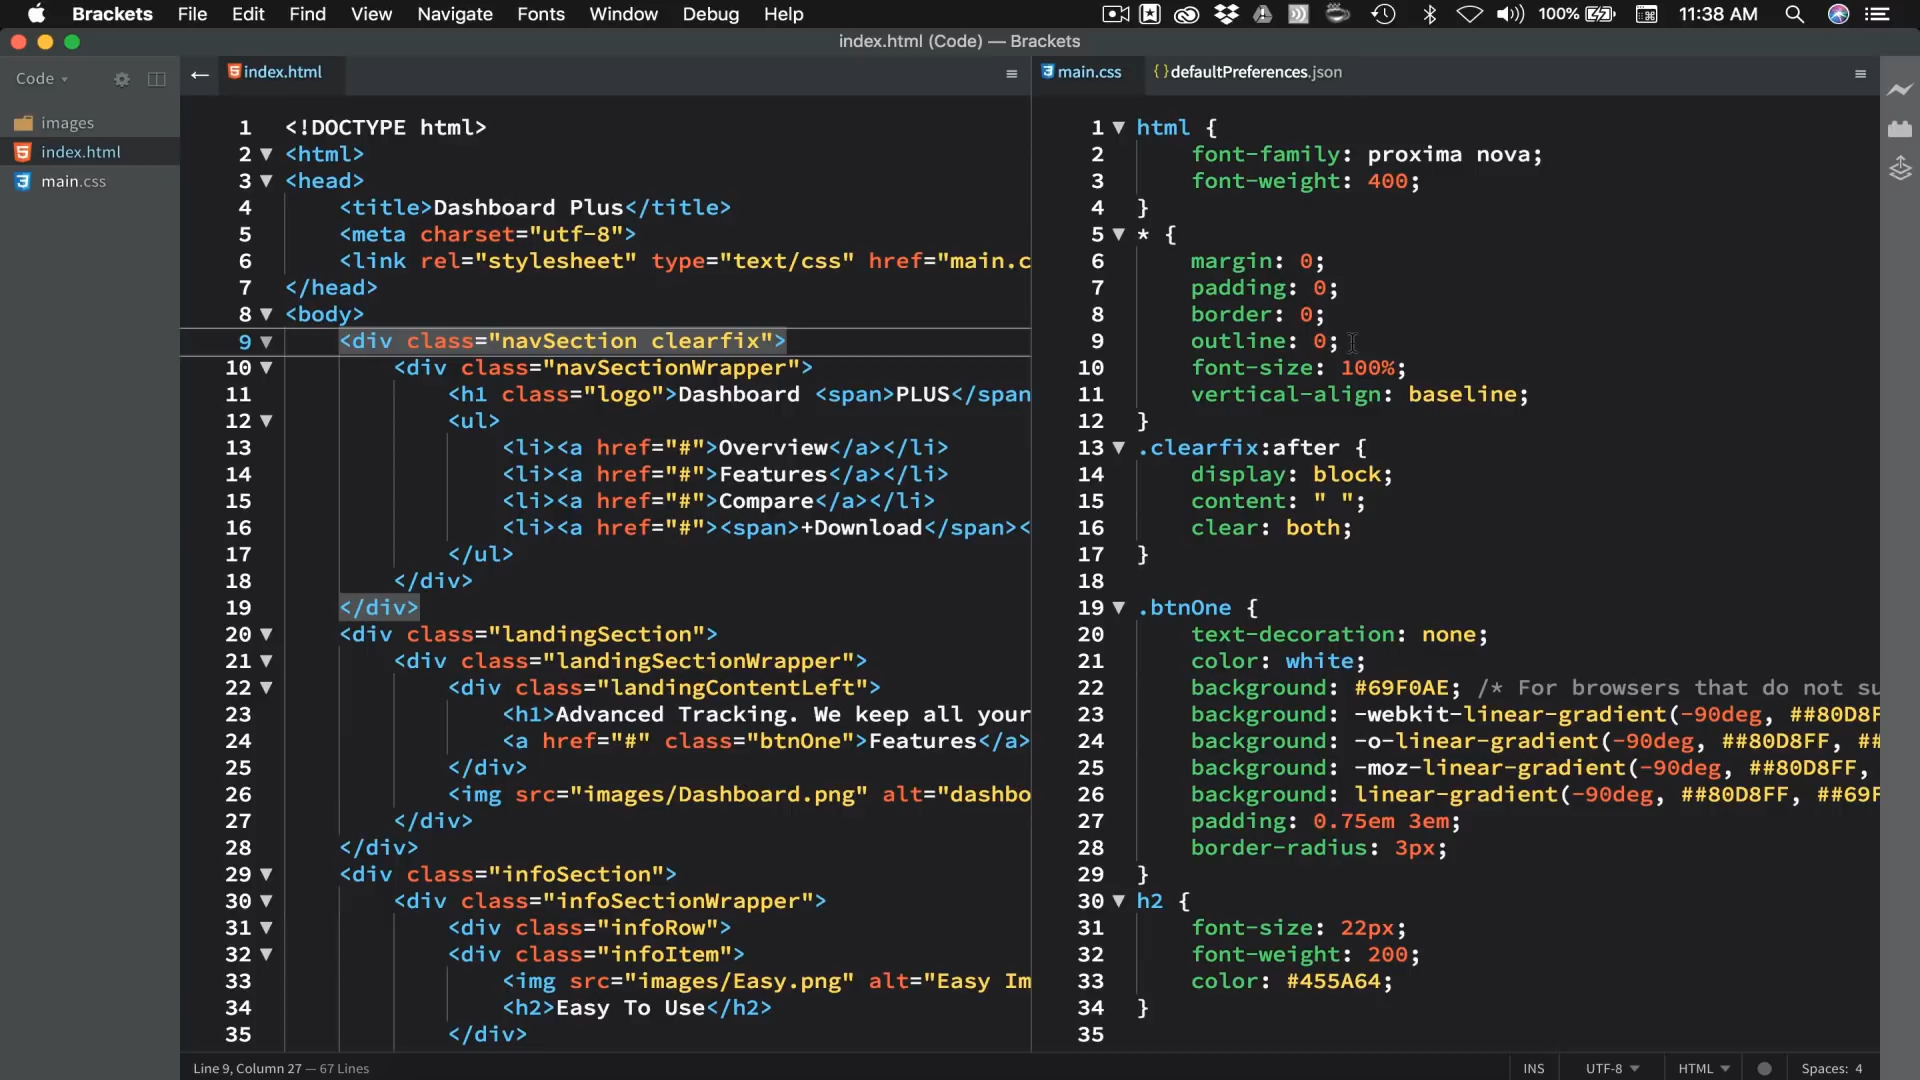 Brackets File Edit Find View Navigate Fonts Window Debug Help 100% 11:38 AM
index.html (Code) — Brackets
Code
images
index.html
main.css
index.html
1 <!DOCTYPE html>
2 <html>
3 <head>
4 <title>Dashboard Plus</title>
5 <meta charset="utf-8">
6 <link rel="stylesheet" type="text/css" href="main.c
7 </head>
8 <body>
9 <div class="navSection clearfix">
10 <div class="navSectionWrapper">
11 <h1 class="logo">Dashboard <span>PLUS</span
12 <ul>
13 <li><a href="#">Overview</a></li>
14 <li><a href="#">Features</a></li>
15 <li><a href="#">Compare</a></li>
16 <li><a href="#"><span>+Download</span><
17 </ul>
18 </div>
19 </div>
20 <div class="landingSection">
21 <div class="landingSectionWrapper">
22 <div class="landingContentLeft">
23 <h1>Advanced Tracking. We keep all your
24 <a href="#" class="btnOne">Features</a>
25 </div>
26 <img src="images/Dashboard.png" alt="dashbo
27 </div>
28 </div>
29 <div class="infoSection">
30 <div class="infoSectionWrapper">
31 <div class="infoRow">
32 <div class="infoItem">
33 <img src="images/Easy.png" alt="Easy Im
34 <h2>Easy To Use</h2>
35 </div>
main.css { } defaultPreferences.json
1 html {
2 font-family: proxima nova;
3 font-weight: 400;
4 }
5 * {
6 margin: 0;
7 padding: 0;
8 border: 0;
9 outline: 0;
10 font-size: 100%;
11 vertical-align: baseline;
12 }
13 .clearfix:after {
14 display: block;
15 content: " ";
16 clear: both;
17 }
18
19 .btnOne {
20 text-decoration: none;
21 color: white;
22 background: #69F0AE; /* For browsers that do not su
23 background: -webkit-linear-gradient(-90deg, ##80D8F
24 background: -o-linear-gradient(-90deg, ##80D8FF, ##
25 background: -moz-linear-gradient(-90deg, ##80D8FF,
26 background: linear-gradient(-90deg, ##80D8FF, ##69F
27 padding: 0.75em 3em;
28 border-radius: 3px;
29 }
30 h2 {
31 font-size: 22px;
32 font-weight: 200;
33 color: #455A64;
34 }
35
Line 9, Column 27 — 67 Lines
INS UTF-8 HTML Spaces: 4